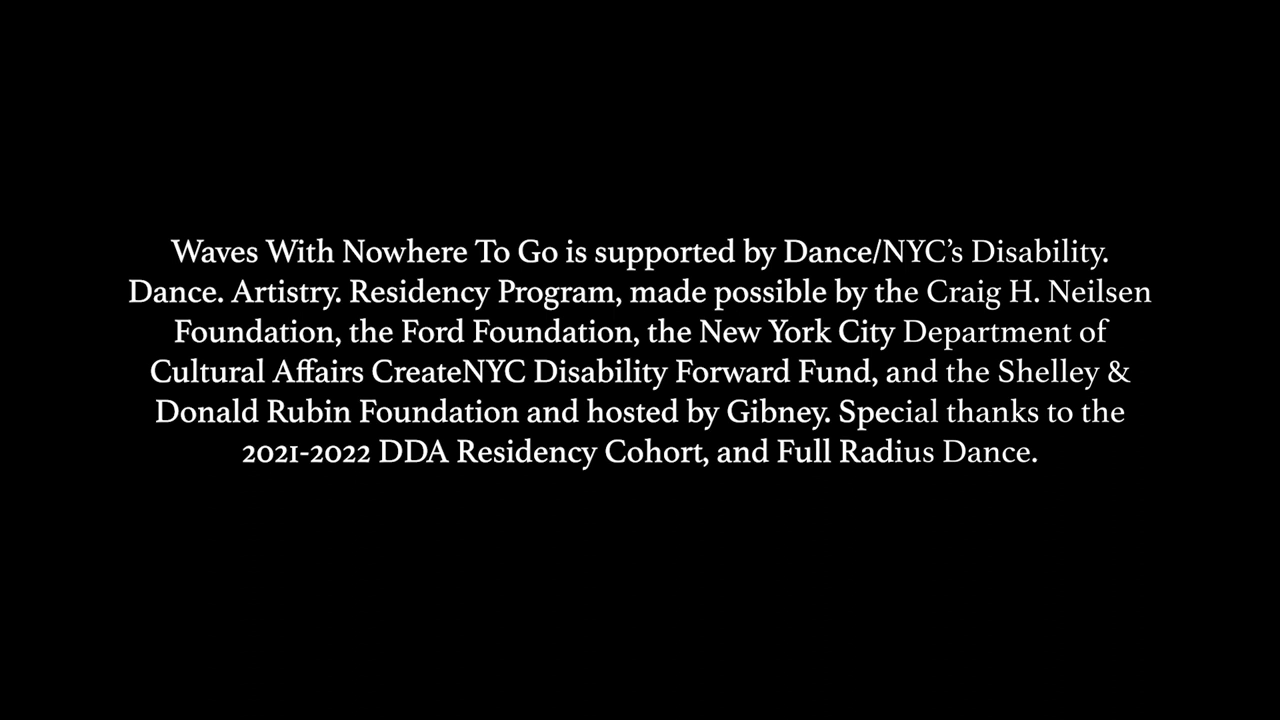 Waves With Nowhere To Go is supported by Dance/NYC’s Disability.
Dance. Artistry. Residency Program, made possible by the Craig H. Neilsen
Foundation, the Ford Foundation, the New York City Department of
Cultural Affairs CreateNYC Disability Forward Fund, and the Shelley &
Donald Rubin Foundation and hosted by Gibney. Special thanks to the
2021-2022 DDA Residency Cohort, and Full Radius Dance.